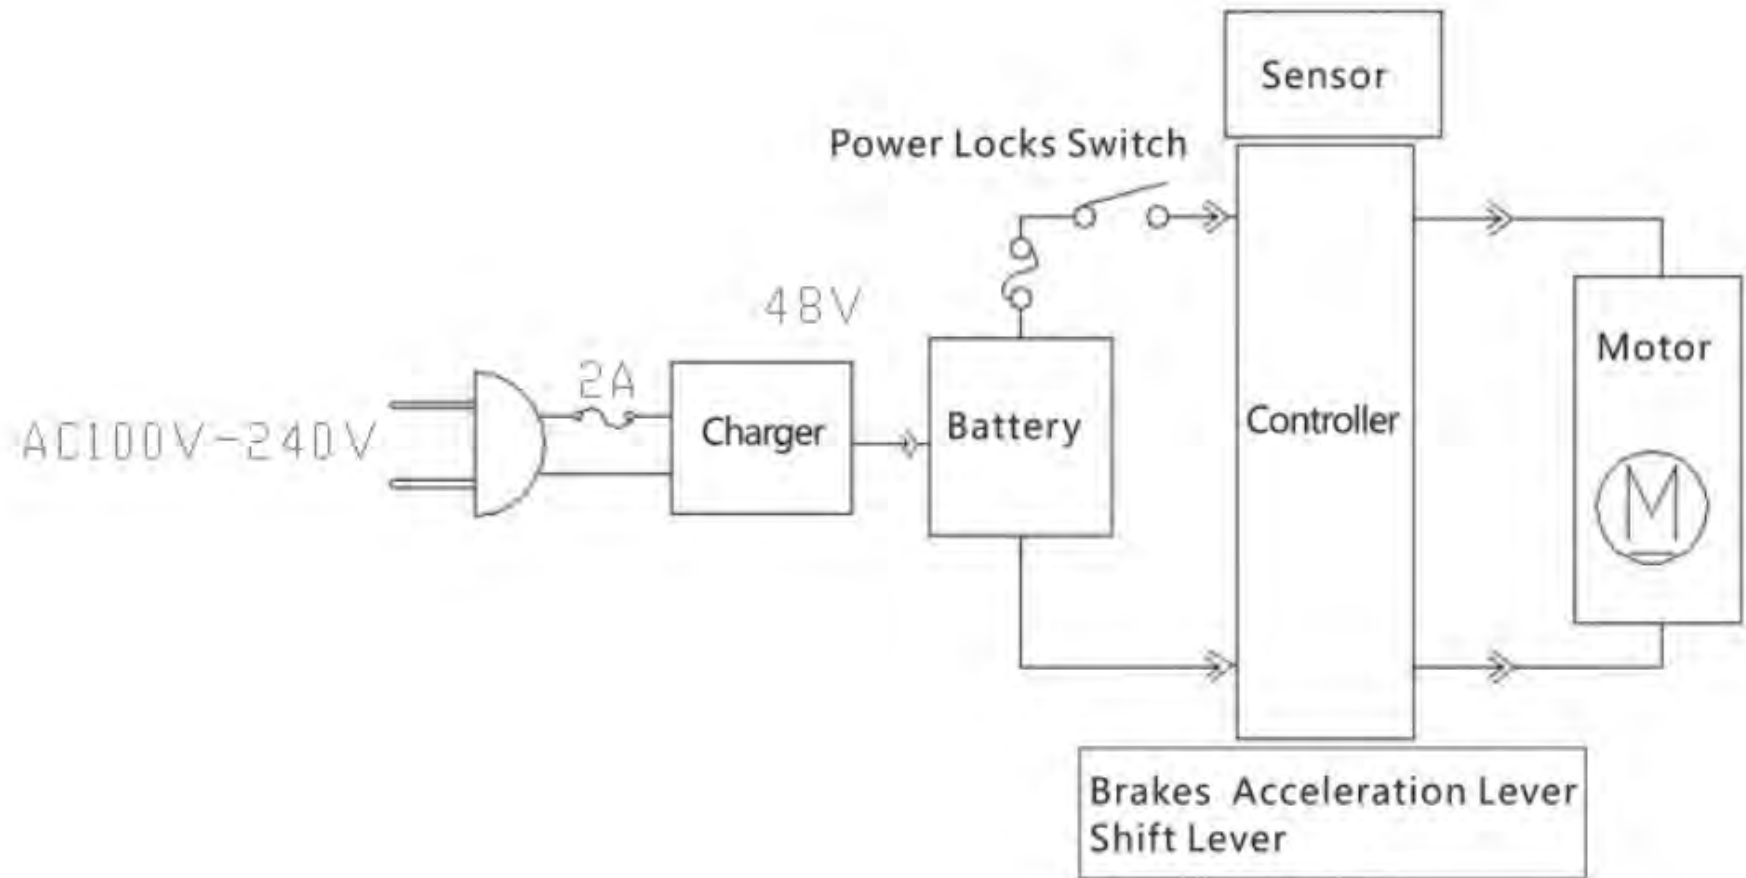 Sensor
Power Locks Switch
48V
2A
AC100V-240V
Charger
Battery
Controller
Motor
M
Brakes Acceleration Lever
Shift Lever